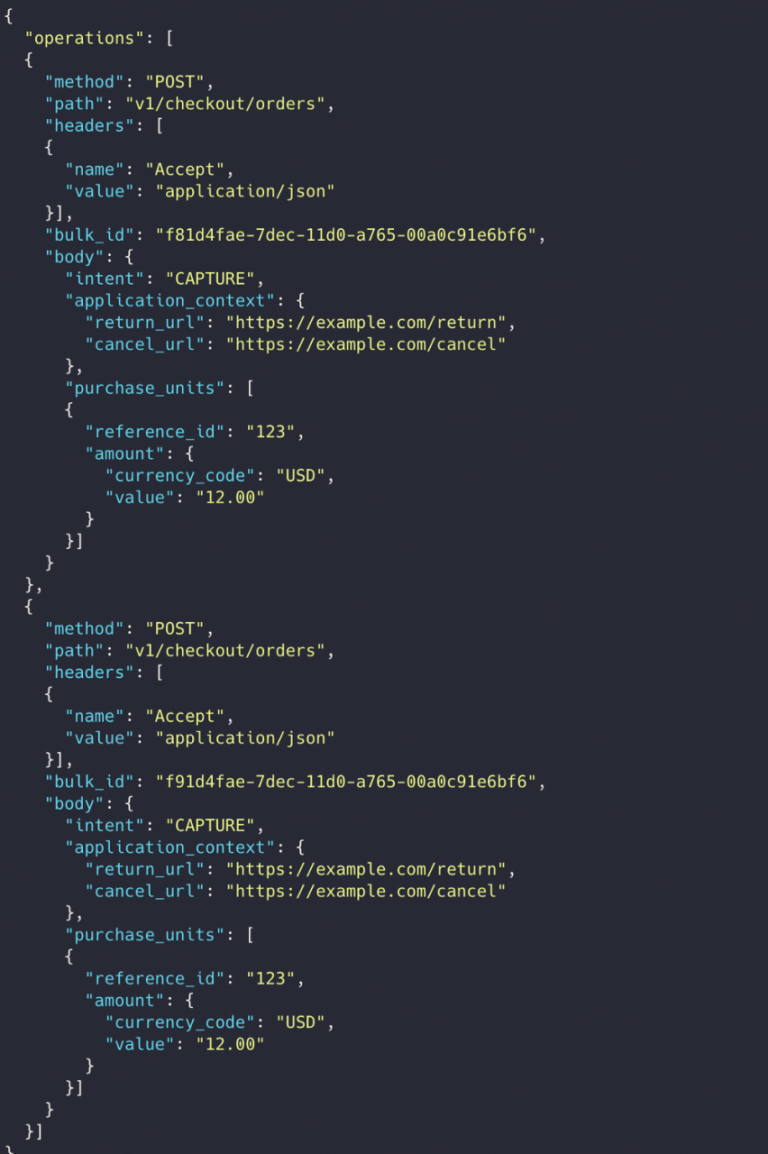 {
"operations": [
{
"method": "POST",
"path": "v1/checkout/orders",
"headers": [
{
"name": "Accept",
"value": "application/json"
}],
"bulk_id": "f81d4fae-7dec-11d0-a765-00a0c91e6bf6",
"body": {
"intent": "CAPTURE",
"application_context": {
"return_url": "https://example.com/return",
"cancel_url": "https://example.com/cancel"
},
"purchase_units": [
{
"reference_id": "123",
"amount": {
"currency_code": "USD",
"value": "12.00"
}
}]
}
},
{
"method": "POST",
"path": "v1/checkout/orders",
"headers": [
{
"name": "Accept",
"value": "application/json"
}],
"bulk_id": "f91d4fae-7dec-11d0-a765-00a0c91e6bf6",
"body": {
"intent": "CAPTURE",
"application_context": {
"return_url": "https://example.com/return",
"cancel_url": "https://example.com/cancel"
},
"purchase_units": [
{
"reference_id": "123",
"amount": {
"currency_code": "USD",
"value": "12.00"
}
}]
}
}]
}